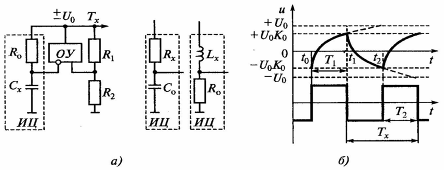 ±U₀ Tₓ
R₀ ОУ R₁
Cₓ R₂
ИЦ
Rₓ
C₀
ИЦ
Lₓ
R₀
ИЦ
а)
u
+U₀
+U₀K₀
0
−U₀K₀
−U₀
t₀ T₁ t₁ t₂ t
T₂ t
Tₓ
б)